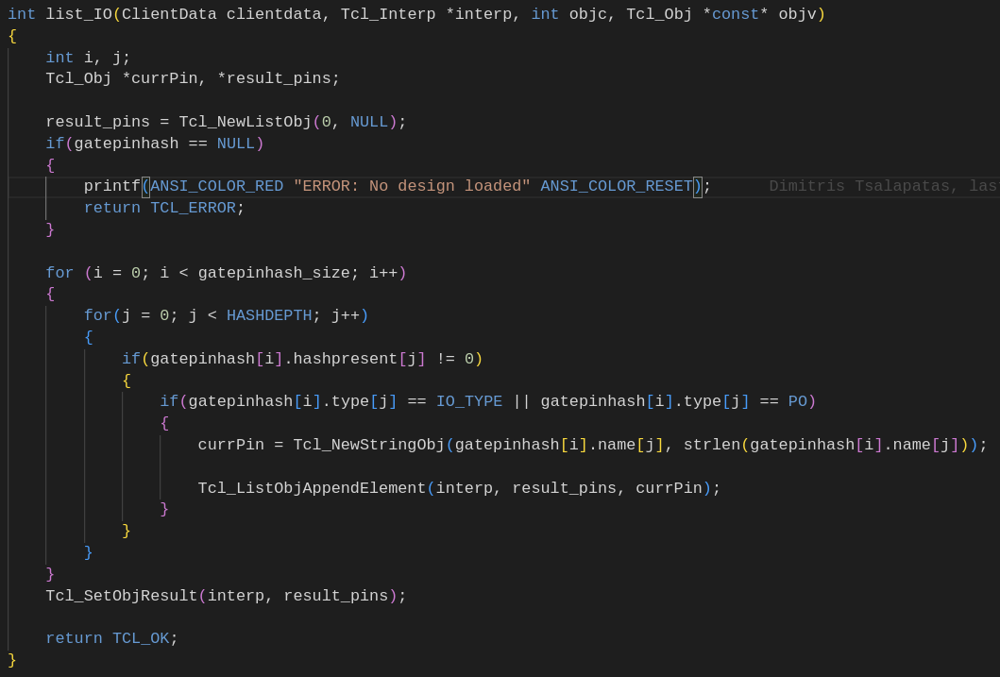 int list_IO(ClientData clientdata, Tcl_Interp *interp, int objc, Tcl_Obj *const* objv)
{
    int i, j;
    Tcl_Obj *currPin, *result_pins;

    result_pins = Tcl_NewListObj(0, NULL);
    if(gatepinhash == NULL)
    {
        printf(ANSI_COLOR_RED "ERROR: No design loaded" ANSI_COLOR_RESET);      Dimitris Tsalapatas, las
        return TCL_ERROR;
    }

    for (i = 0; i < gatepinhash_size; i++)
    {
        for(j = 0; j < HASHDEPTH; j++)
        {
            if(gatepinhash[i].hashpresent[j] != 0)
            {
                if(gatepinhash[i].type[j] == IO_TYPE || gatepinhash[i].type[j] == PO)
                {
                    currPin = Tcl_NewStringObj(gatepinhash[i].name[j], strlen(gatepinhash[i].name[j]));

                    Tcl_ListObjAppendElement(interp, result_pins, currPin);
                }
            }
        }
    }
    Tcl_SetObjResult(interp, result_pins);

    return TCL_OK;
}